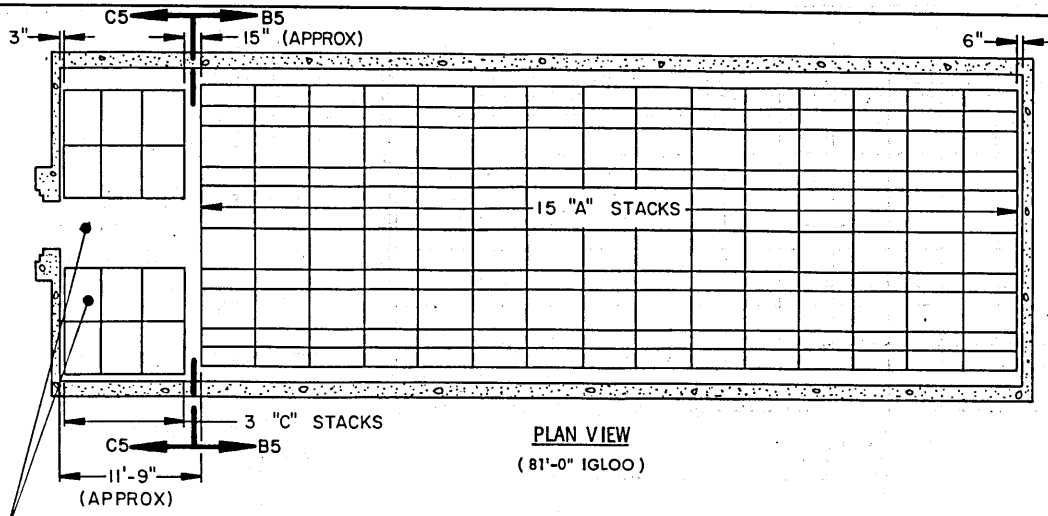 C5 B5
3" 15" (APPROX) 6"
15 "A" STACKS
3 "C" STACKS
C5 B5
PLAN VIEW
(81'-0" IGLOO)
11'-9"
(APPROX)